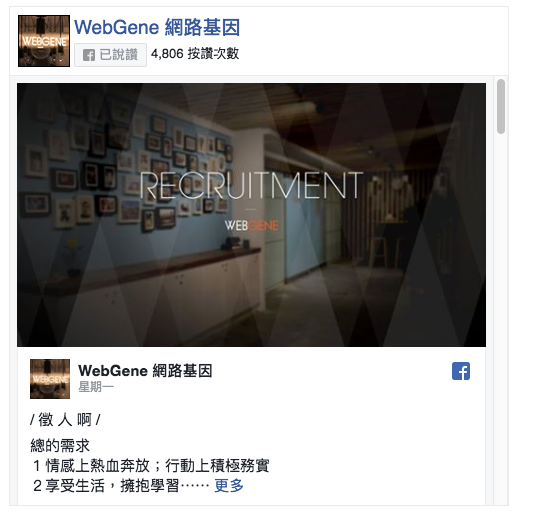 WEBGENE
WebGene 網路基因
已說讚 4,806 按讚次數
RECRUITMENT
WEBGENE
WEBGENE
WebGene 網路基因
星期一
/ 徵 人 啊 /
總的需求
1 情感上熱血奔放；行動上積極務實
2 享受生活，擁抱學習⋯⋯ 更多